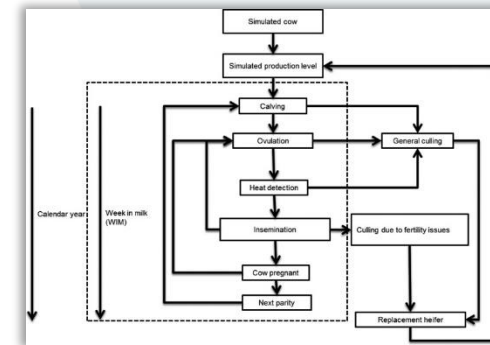 Simulated cow
Simulated production level
Calving
Ovulation
General culling
Heat detection
Calendar year
Week in milk
(WIM)
Insemination
Culling due to fertility issues
Cow pregnant
Next parity
Replacement heifer